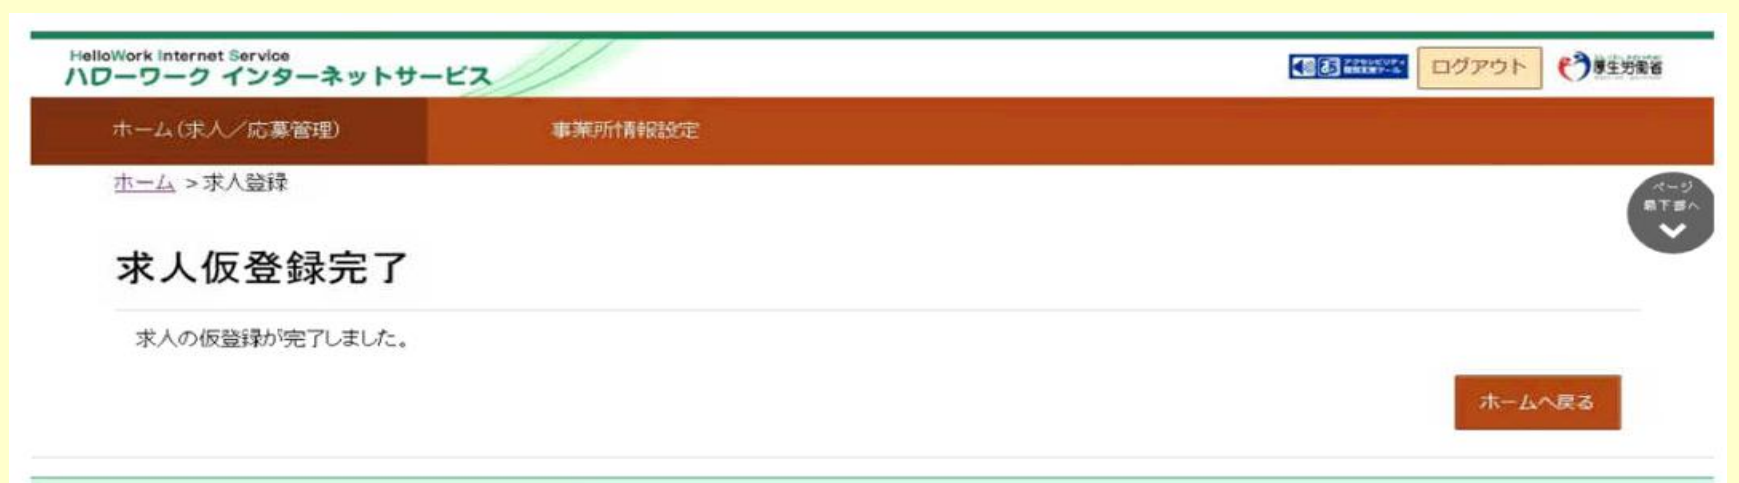 HelloWork Internet Service
ハローワーク インターネットサービス
ログアウト
厚生労働省
ホーム(求人／応募管理)
事業所情報設定
ホーム >求人登録
ページ
最下部へ
求人仮登録完了
求人の仮登録が完了しました。
ホームへ戻る